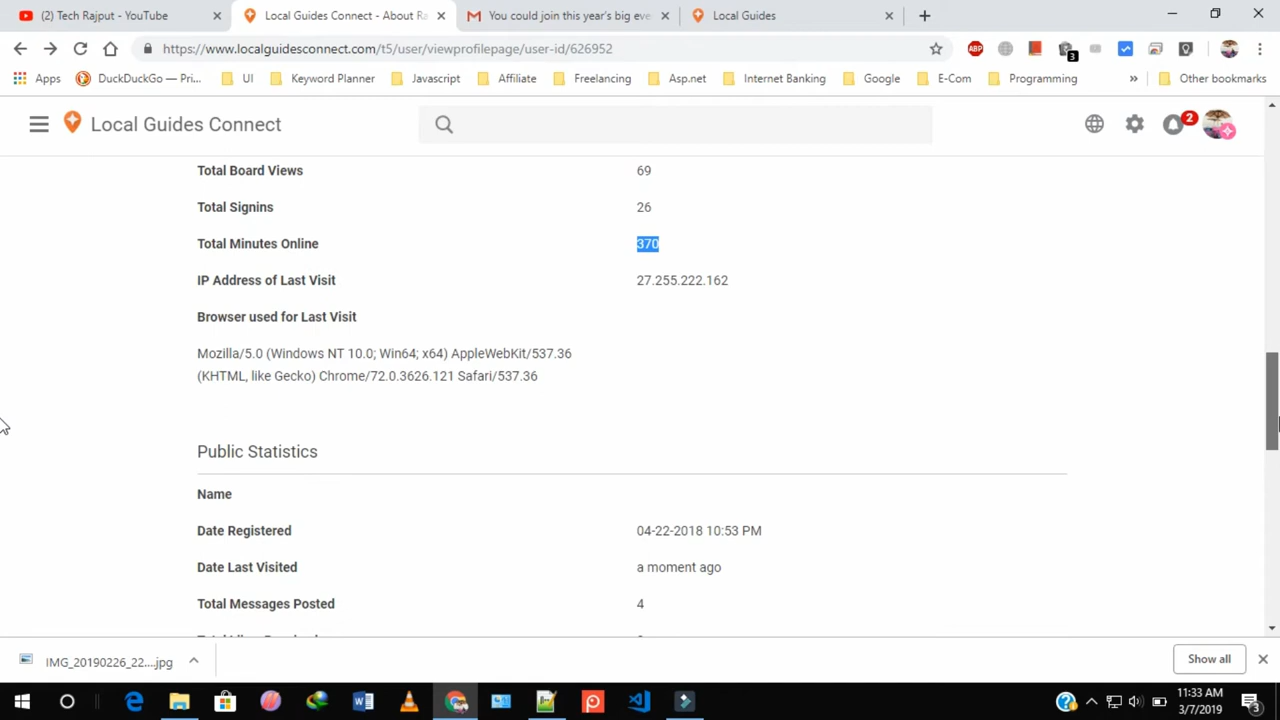 (2) Tech Rajput - YouTube
Local Guides Connect - About Ra
You could join this year's big eve
Local Guides
https://www.localguidesconnect.com/t5/user/viewprofilepage/user-id/626952
ABP
3
Apps
DuckDuckGo — Pri...
UI
Keyword Planner
Javascript
Affiliate
Freelancing
Asp.net
Internet Banking
Google
E-Com
Programming
»
Other bookmarks
Local Guides Connect
2
Total Board Views 69
Total Signins 26
Total Minutes Online 370
IP Address of Last Visit 27.255.222.162
Browser used for Last Visit
Mozilla/5.0 (Windows NT 10.0; Win64; x64) AppleWebKit/537.36
(KHTML, like Gecko) Chrome/72.0.3626.121 Safari/537.36
Public Statistics
Name
Date Registered 04-22-2018 10:53 PM
Date Last Visited a moment ago
Total Messages Posted 4
IMG_20190226_22....jpg
Show all
11:33 AM
3/7/2019
3